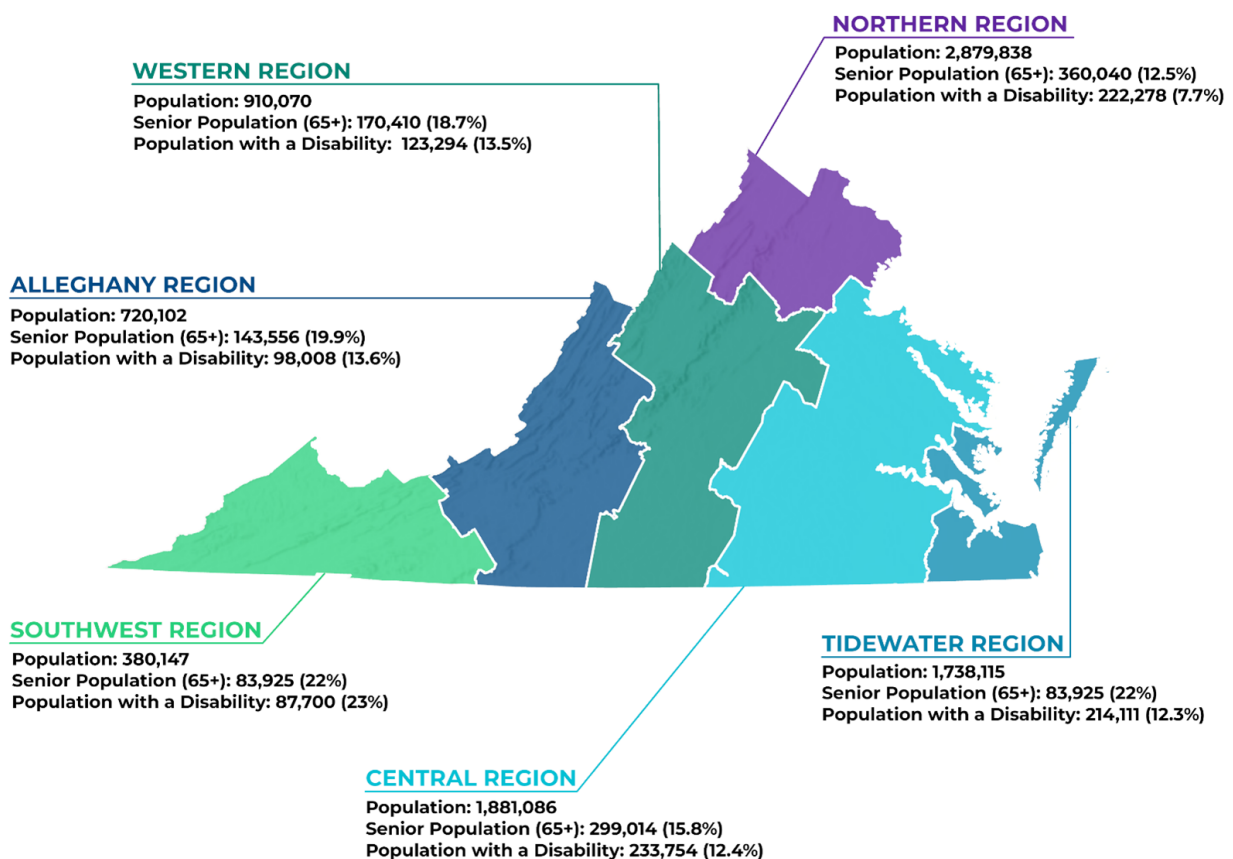 NORTHERN REGION
Population: 2,879,838
Senior Population (65+): 360,040 (12.5%)
Population with a Disability: 222,278 (7.7%)
WESTERN REGION
Population: 910,070
Senior Population (65+): 170,410 (18.7%)
Population with a Disability: 123,294 (13.5%)
ALLEGHANY REGION
Population: 720,102
Senior Population (65+): 143,556 (19.9%)
Population with a Disability: 98,008 (13.6%)
SOUTHWEST REGION
Population: 380,147
Senior Population (65+): 83,925 (22%)
Population with a Disability: 87,700 (23%)
TIDEWATER REGION
Population: 1,738,115
Senior Population (65+): 83,925 (22%)
Population with a Disability: 214,111 (12.3%)
CENTRAL REGION
Population: 1,881,086
Senior Population (65+): 299,014 (15.8%)
Population with a Disability: 233,754 (12.4%)